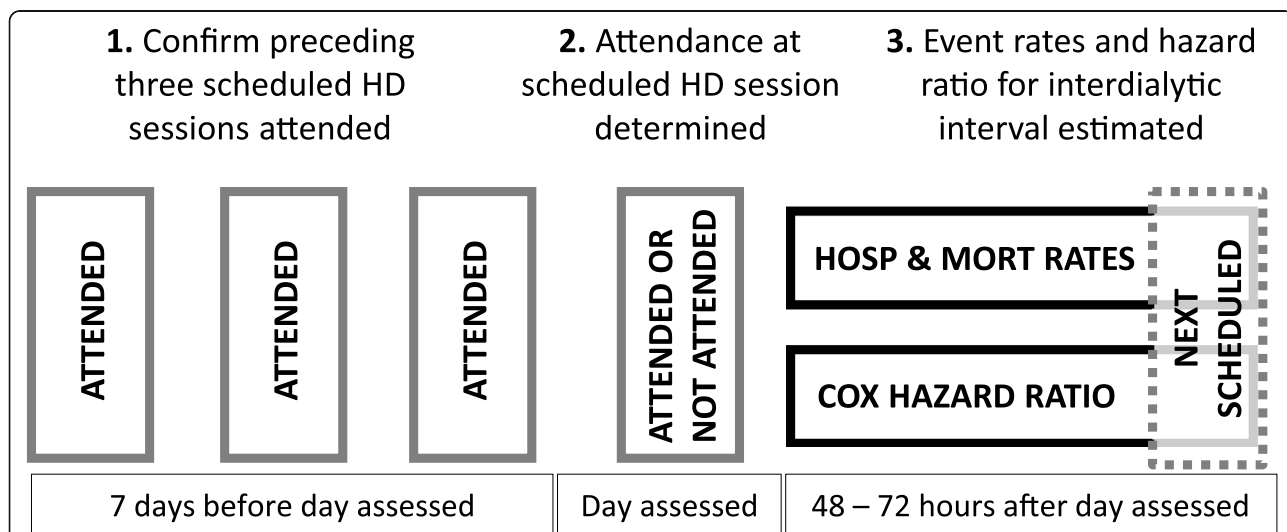 1. Confirm preceding
three scheduled HD
sessions attended
2. Attendance at
scheduled HD session
determined
3. Event rates and hazard
ratio for interdialytic
interval estimated
ATTENDED
ATTENDED
ATTENDED
ATTENDED OR
NOT ATTENDED
HOSP & MORT RATES
COX HAZARD RATIO
NEXT
SCHEDULED
7 days before day assessed
Day assessed
48 – 72 hours after day assessed